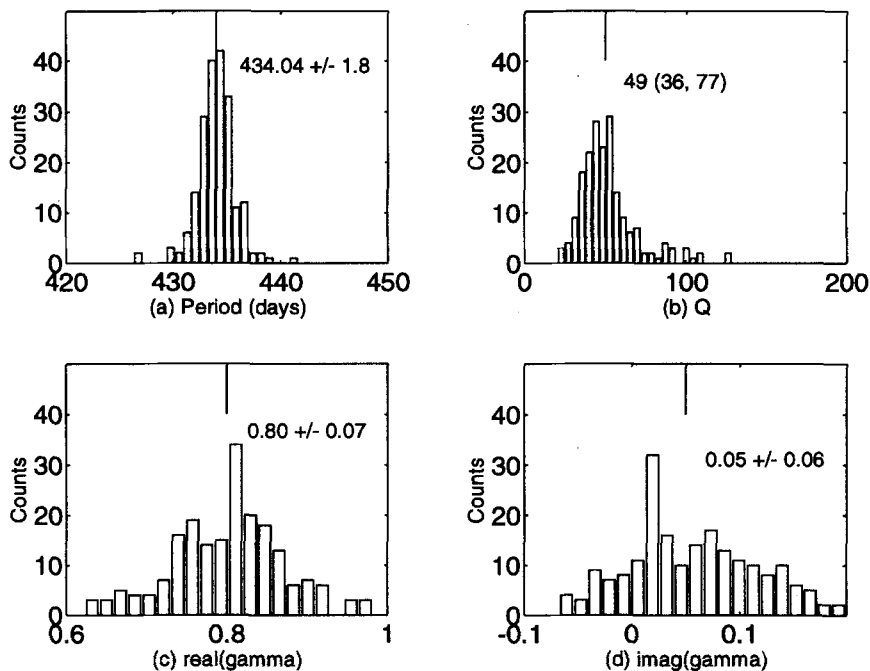 40
30
20
10
0
Counts
434.04 +/- 1.8
420 430 440 450
(a) Period (days)
40
30
20
10
0
Counts
49 (36, 77)
0 100 200
(b) Q
40
30
20
10
0
Counts
0.80 +/- 0.07
0.6 0.8 1
(c) real(gamma)
40
30
20
10
0
Counts
0.05 +/- 0.06
-0.1 0 0.1
(d) imag(gamma)